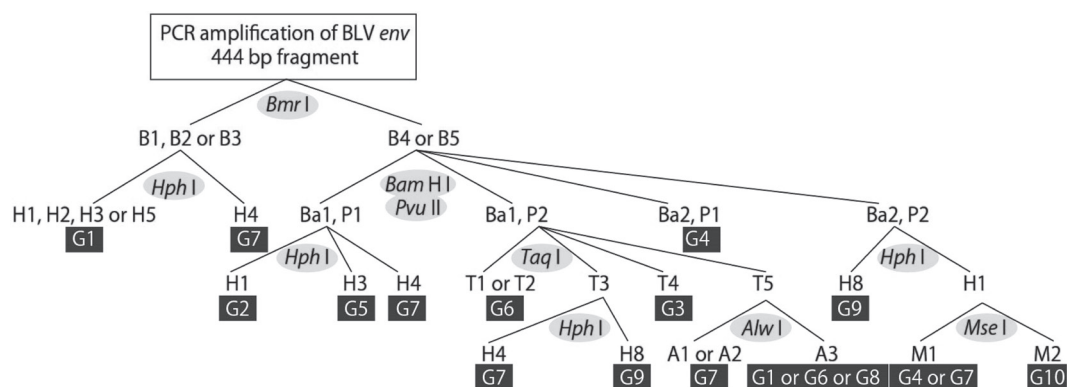 PCR amplification of BLV env
444 bp fragment
Bmr I
B1, B2 or B3
B4 or B5
Hph I
Bam H I
Pvu II
H1, H2, H3 or H5
H4
Ba1, P1
Ba1, P2
Ba2, P1
Ba2, P2
G1
G7
G4
Hph I
Taq I
Hph I
H1
H3
H4
T1 or T2
T3
T4
T5
H8
H1
G2
G5
G7
G6
G3
G9
Hph I
Alw I
Mse I
H4
H8
A1 or A2
A3
M1
M2
G7
G9
G7
G1 or G6 or G8
G4 or G7
G10